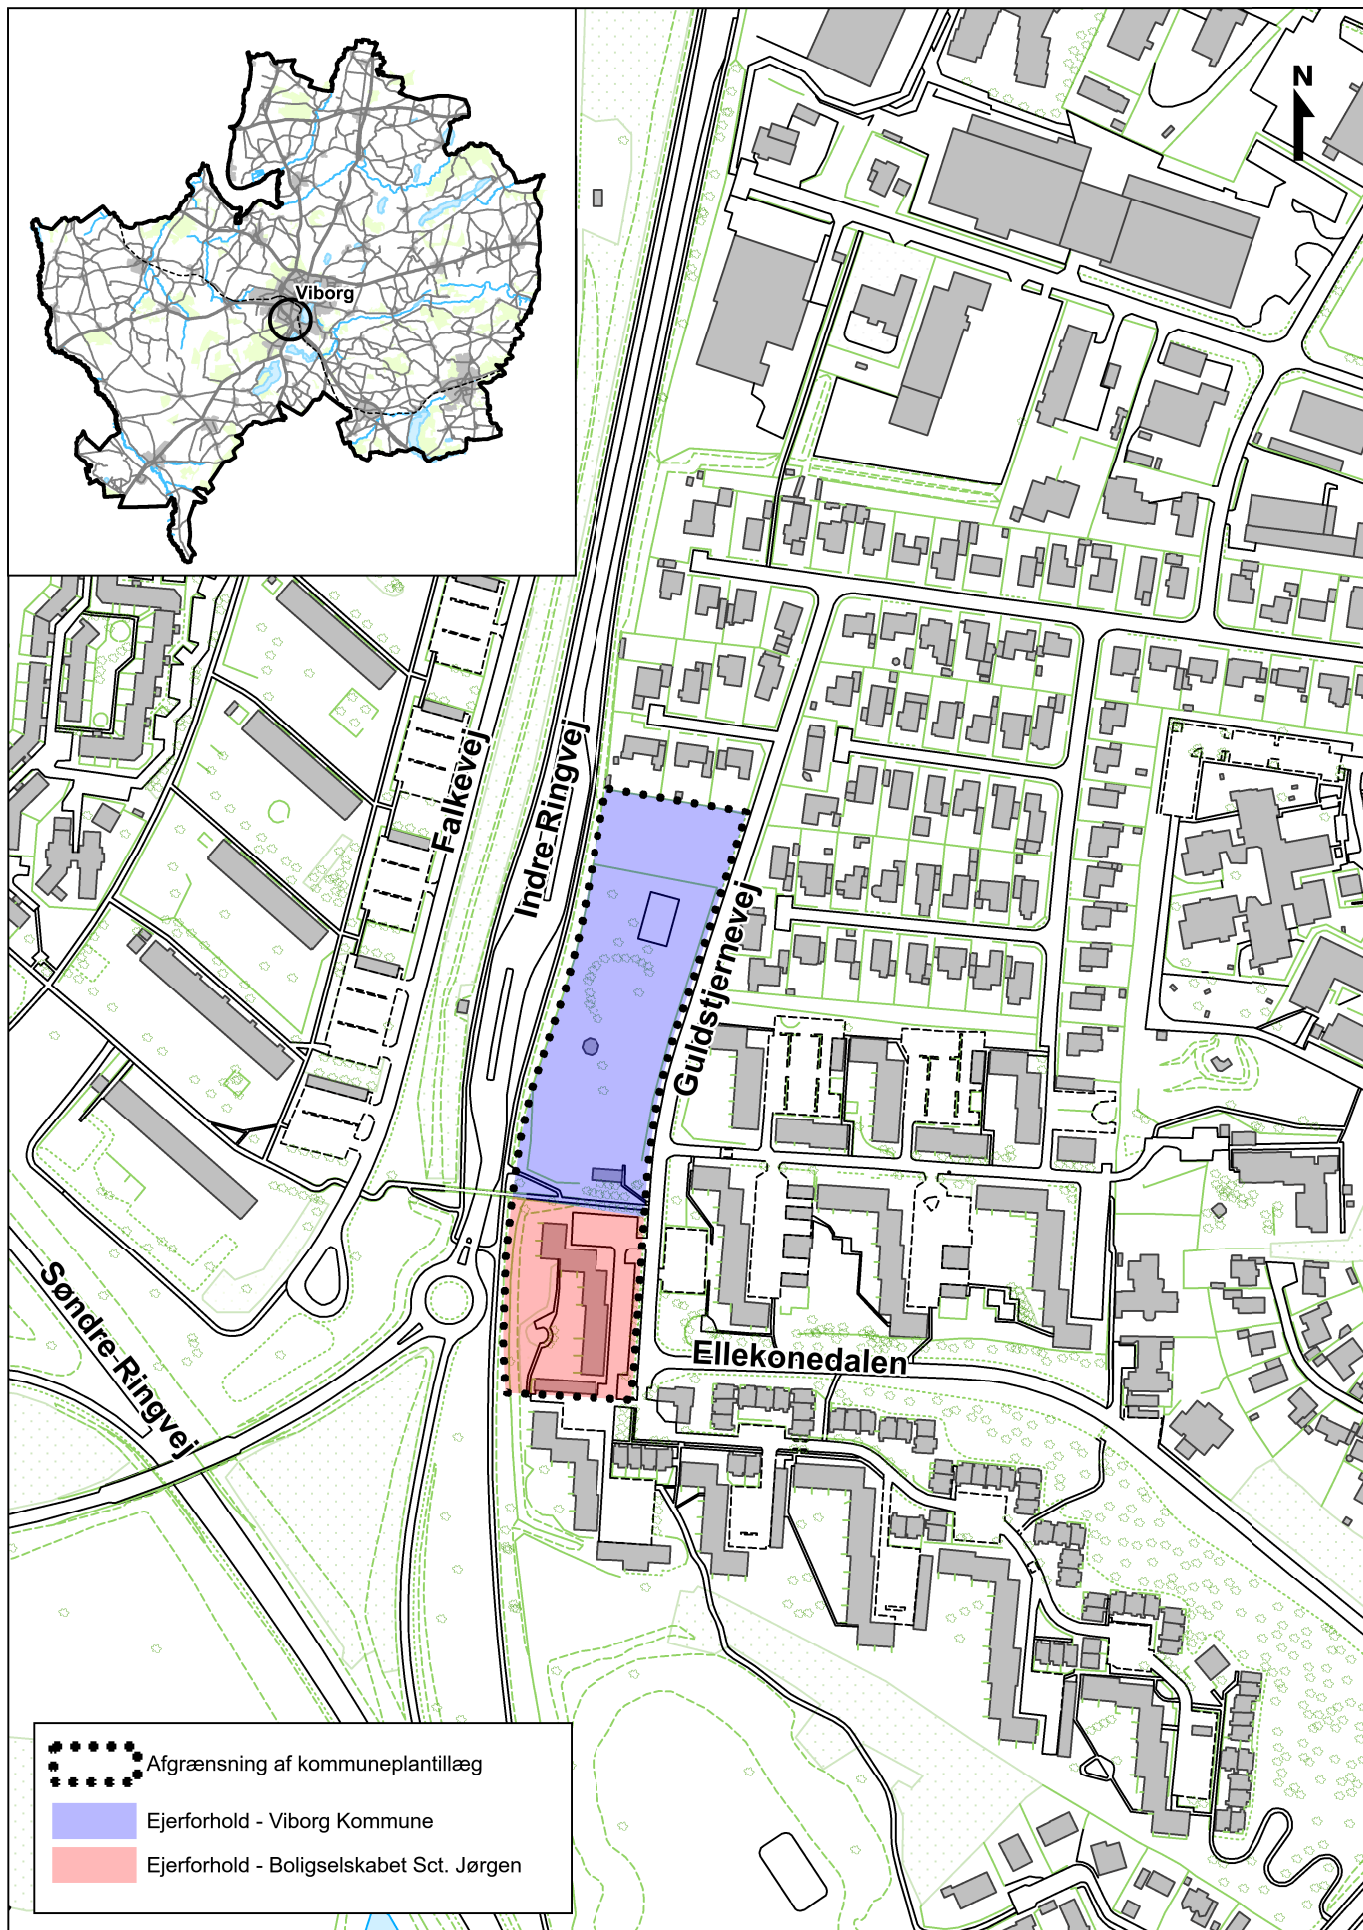 N
Viborg
Falkevej
Indre Ringvej
Guldstjernevej
Søndre Ringvej
Ellekonedalen
Afgrænsning af kommuneplantillæg
Ejerforhold - Viborg Kommune
Ejerforhold - Boligselskabet Sct. Jørgen